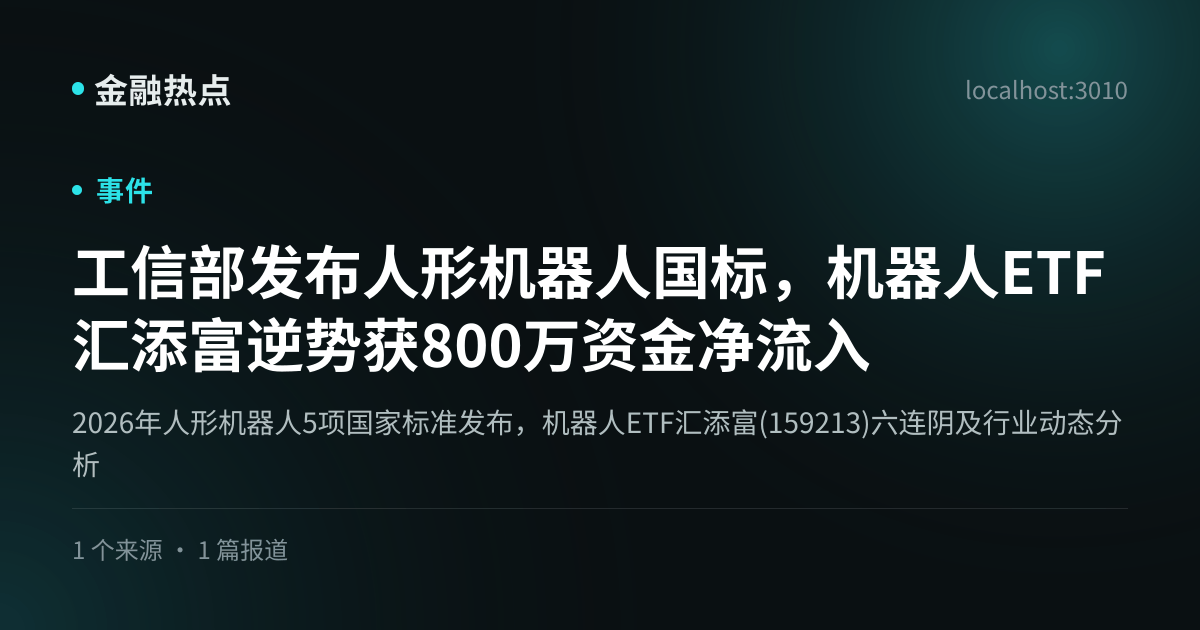 金融热点
localhost:3010
事件
工信部发布人形机器人国标，机器人ETF
汇添富逆势获800万资金净流入
2026年人形机器人5项国家标准发布，机器人ETF汇添富(159213)六连阴及行业动态分
析
1 个来源 · 1 篇报道